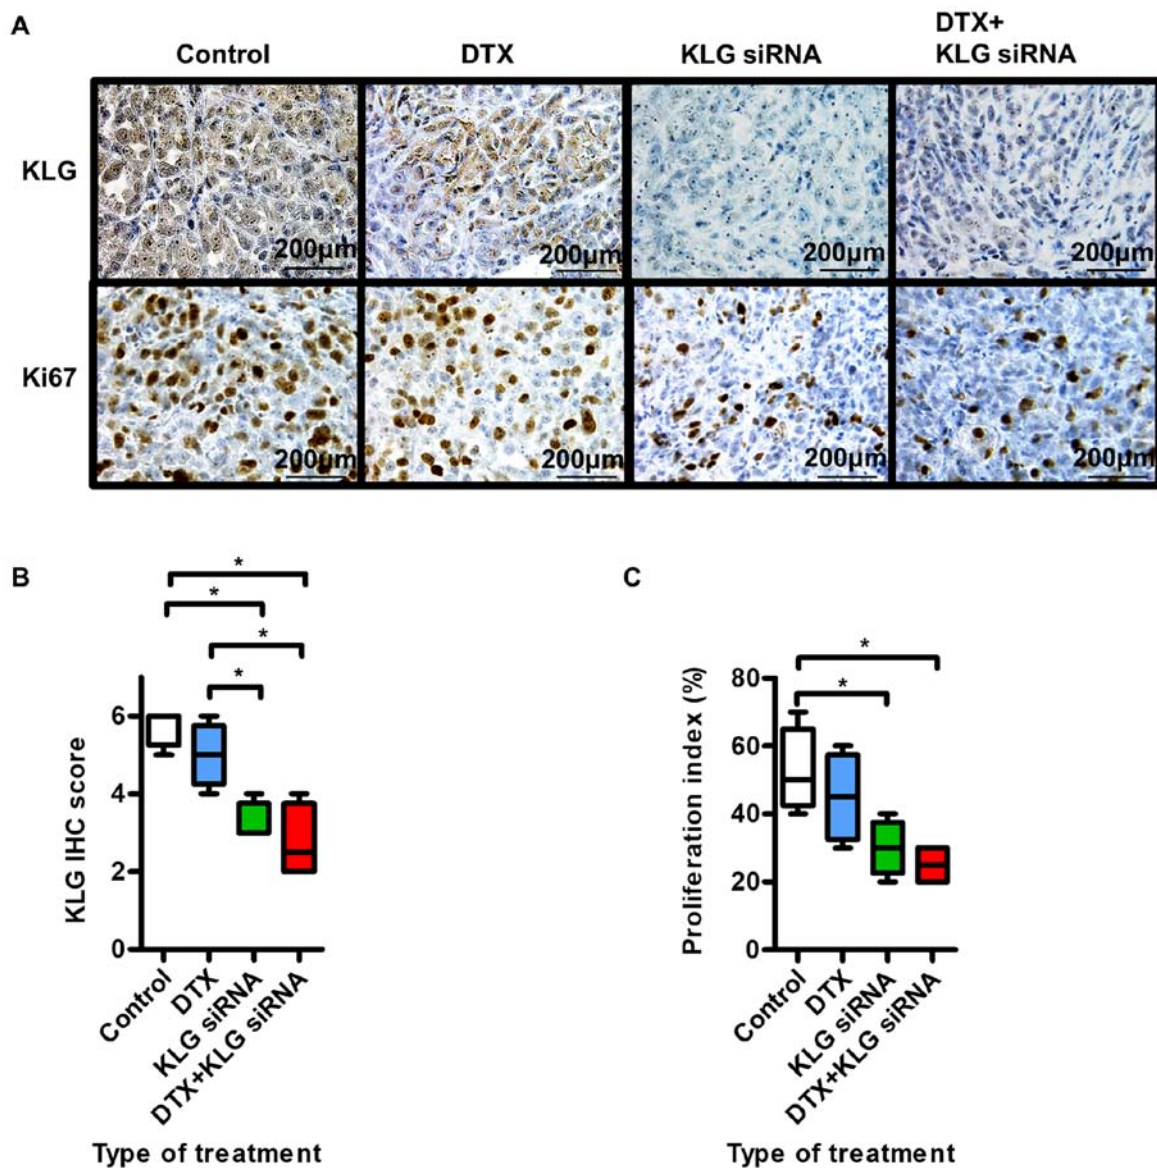 A
Control
DTX
KLG siRNA
DTX+
KLG siRNA
KLG
200µm
200µm
200µm
200µm
Ki67
200µm
200µm
200µm
200µm
B
*
*
*
*
KLG IHC score
6
4
2
0
Control
DTX
KLG siRNA
DTX+KLG siRNA
Type of treatment
C
*
*
Proliferation index (%)
80
60
40
20
0
Control
DTX
KLG siRNA
DTX+KLG siRNA
Type of treatment